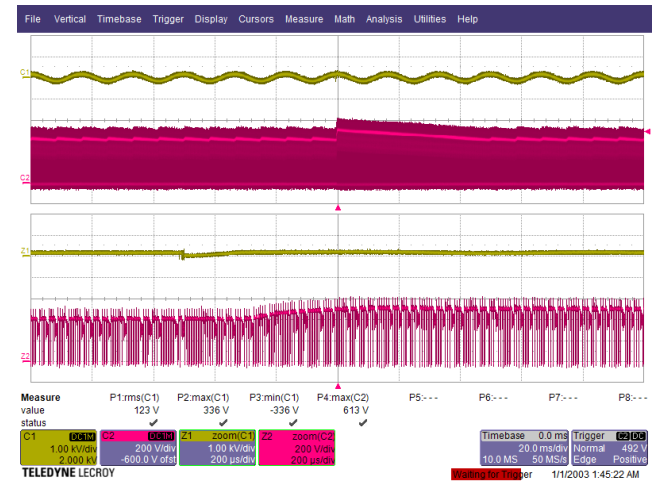 File Vertical Timebase Trigger Display Cursors Measure Math Analysis Utilities Help
C1
C2
Z1
Z2
Measure P1:rms(C1) P2:max(C1) P3:min(C1) P4:max(C2) P5:- - - P6:- - - P7:- - - P8:- - -
value 123 V 336 V -336 V 613 V
status
C1 DC1M C2 DC1M Z1 zoom(C1) Z2 zoom(C2) Timebase 0.0 ms Trigger C2 DC
1.00 kV/div 200 V/div 1.00 kV/div 200 V/div 20.0 ms/div Normal 492 V
2.000 kV -600.0 V ofst 200 µs/div 200 µs/div 10.0 MS 50 MS/s Edge Positive
TELEDYNE LECROY Waiting for Trigger 1/1/2003 1:45:22 AM